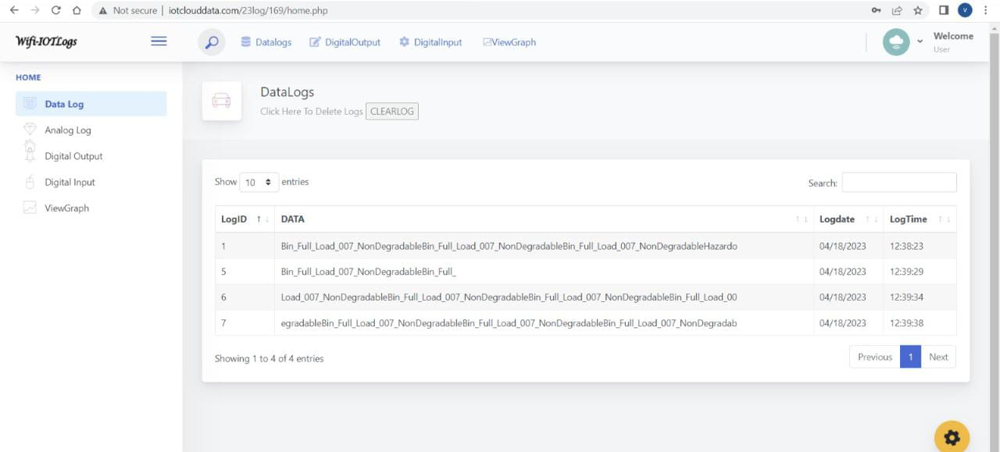 Not secure | iotclouddata.com/23log/169/home.php
V
Wifi-IOTLogs
Datalogs DigitalOutput DigitalInput ViewGraph
Welcome
User
HOME
Data Log
Analog Log
Digital Output
Digital Input
ViewGraph
DataLogs
Click Here To Delete Logs CLEARLOG
Show 10 entries Search:
LogID DATA Logdate LogTime
1 Bin_Full_Load_007_NonDegradableBin_Full_Load_007_NonDegradableBin_Full_Load_007_NonDegradableHazardo 04/18/2023 12:38:23
5 Bin_Full_Load_007_NonDegradableBin_Full_ 04/18/2023 12:39:29
6 Load_007_NonDegradableBin_Full_Load_007_NonDegradableBin_Full_Load_007_NonDegradableBin_Full_Load_00 04/18/2023 12:39:34
7 egradableBin_Full_Load_007_NonDegradableBin_Full_Load_007_NonDegradableBin_Full_Load_007_NonDegradab 04/18/2023 12:39:38
Showing 1 to 4 of 4 entries Previous 1 Next